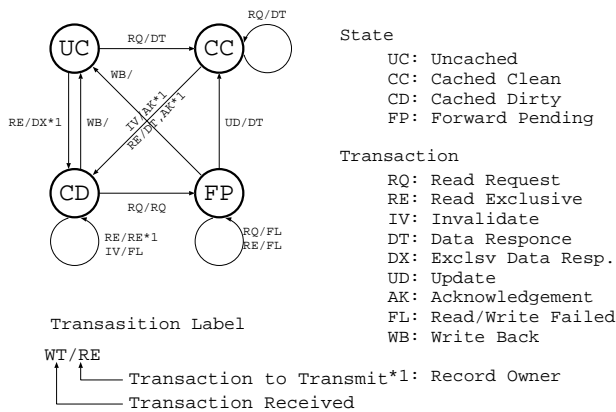 RQ/DT
UC
RQ/DT
CC
WB/
RE/DX*1
WB/
IV/AK*1
RE/DT,AK*1
UD/DT
CD
RQ/RQ
FP
RE/RE*1
IV/FL
RQ/FL
RE/FL
State
UC: Uncached
CC: Cached Clean
CD: Cached Dirty
FP: Forward Pending
Transaction
RQ: Read Request
RE: Read Exclusive
IV: Invalidate
DT: Data Responce
DX: Exclsv Data Resp.
UD: Update
AK: Acknowledgement
FL: Read/Write Failed
WB: Write Back
*1: Record Owner
Transasition Label
WT/RE
Transaction to Transmit
Transaction Received